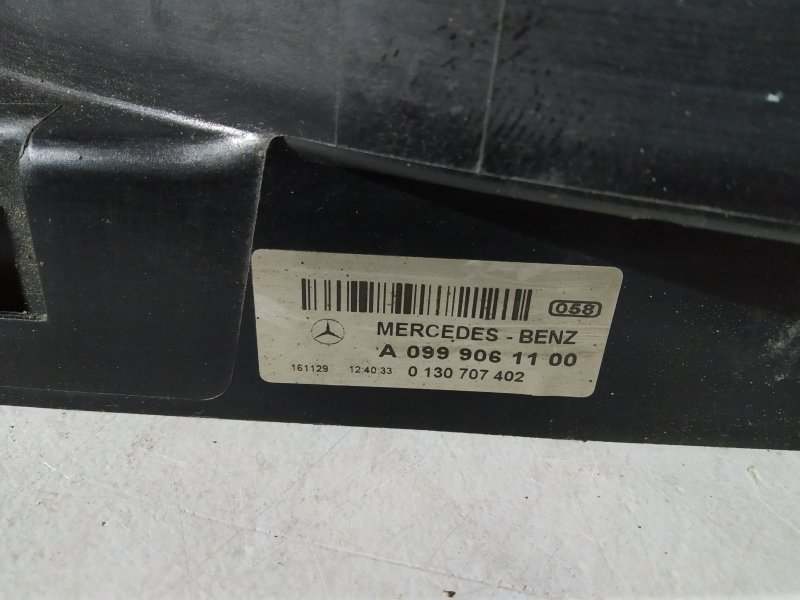 058
MERCEDES - BENZ
A 099 906 11 00
161129 12:40:33 0 130 707 402